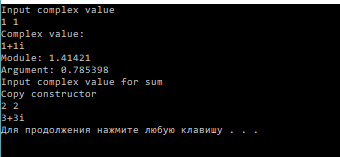 Input complex value
1 1
Complex value:
1+1i
Module: 1.41421
Argument: 0.785398
Input complex value for sum
Copy constructor
2 2
3+3i
Для продолжения нажмите любую клавишу . . .